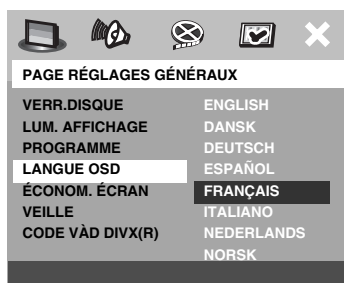 PAGE RÉGLAGES GÉNÉRAUX
VERR.DISQUE ENGLISH
LUM. AFFICHAGE DANSK
PROGRAMME DEUTSCH
LANGUE OSD ESPAÑOL
ÉCONOM. ÉCRAN FRANÇAIS
VEILLE ITALIANO
CODE VÀD DIVX(R) NEDERLANDS
NORSK